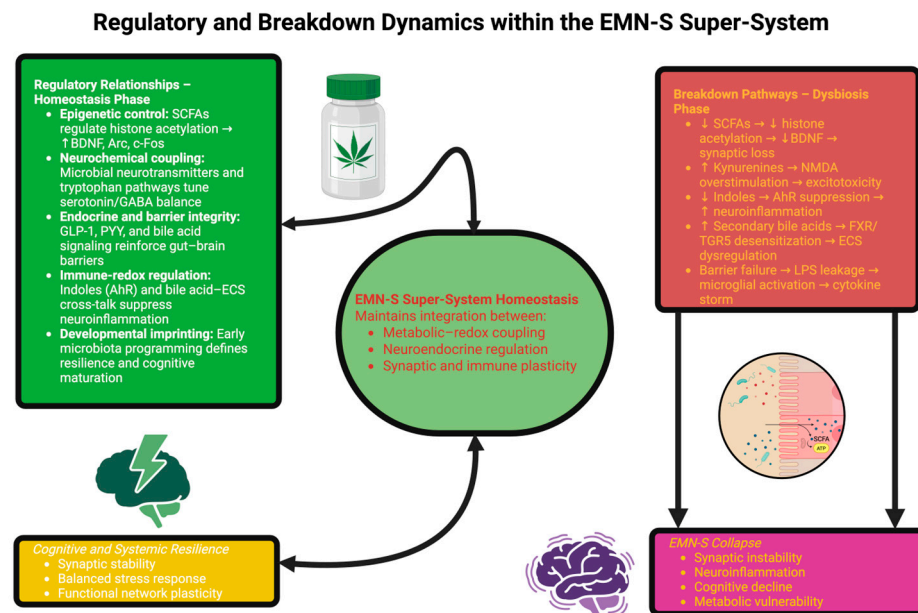 Regulatory and Breakdown Dynamics within the EMN-S Super-System
Regulatory Relationships –
Homeostasis Phase
• Epigenetic control: SCFAs
regulate histone acetylation →
↑BDNF, Arc, c-Fos
• Neurochemical coupling:
Microbial neurotransmitters and
tryptophan pathways tune
serotonin/GABA balance
• Endocrine and barrier integrity:
GLP-1, PYY, and bile acid
signaling reinforce gut–brain
barriers
• Immune-redox regulation:
Indoles (AhR) and bile acid–ECS
cross-talk suppress
neuroinflammation
• Developmental imprinting: Early
microbiota programming defines
resilience and cognitive
maturation
EMN-S Super-System Homeostasis
Maintains integration between:
• Metabolic–redox coupling
• Neuroendocrine regulation
• Synaptic and immune plasticity
Breakdown Pathways – Dysbiosis
Phase
• ↓ SCFAs → ↓ histone
acetylation → ↓BDNF →
synaptic loss
• ↑ Kynurenines → NMDA
overstimulation → excitotoxicity
• ↓ Indoles → AhR suppression →
↑ neuroinflammation
• ↑ Secondary bile acids → FXR/
TGR5 desensitization → ECS
dysregulation
• Barrier failure → LPS leakage →
microglial activation → cytokine
storm
SCFA
ATP
Cognitive and Systemic Resilience
• Synaptic stability
• Balanced stress response
• Functional network plasticity
EMN-S Collapse
• Synaptic instability
• Neuroinflammation
• Cognitive decline
• Metabolic vulnerability